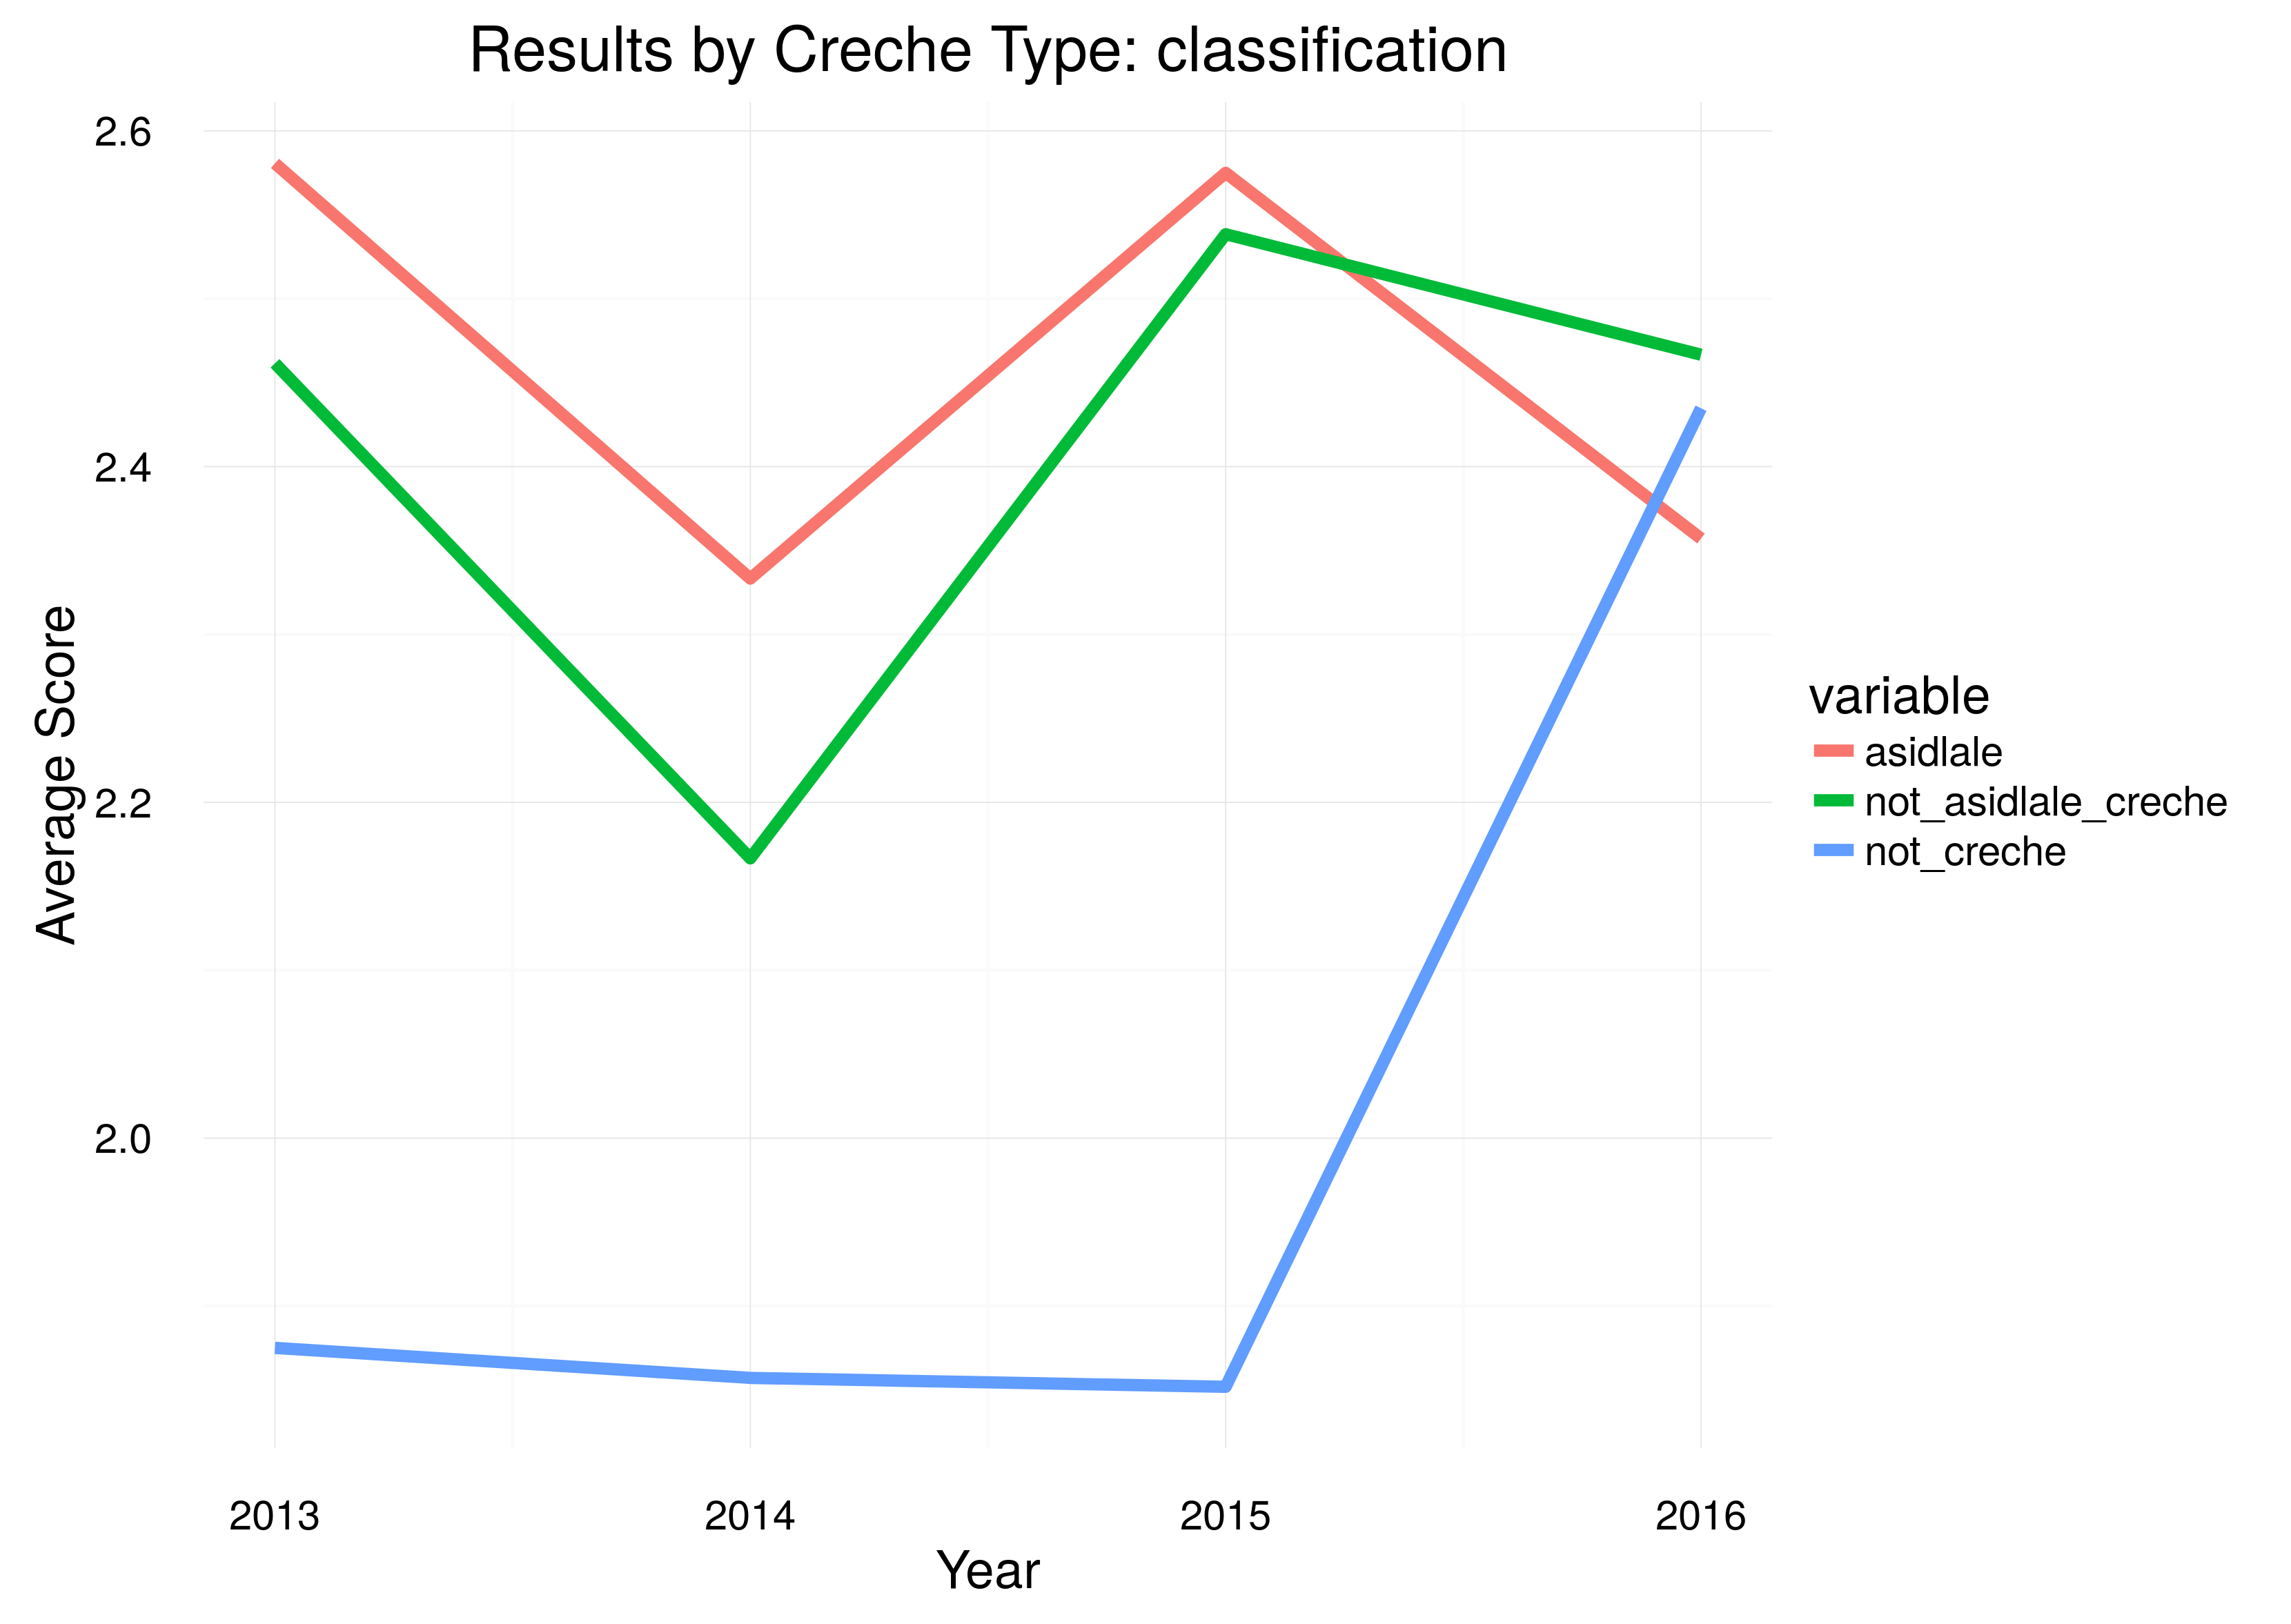 Results by Creche Type: classification
2.6
2.4
2.2
2.0
Average Score
2013 2014 2015 2016
Year
variable
asidlale
not_asidlale_creche
not_creche